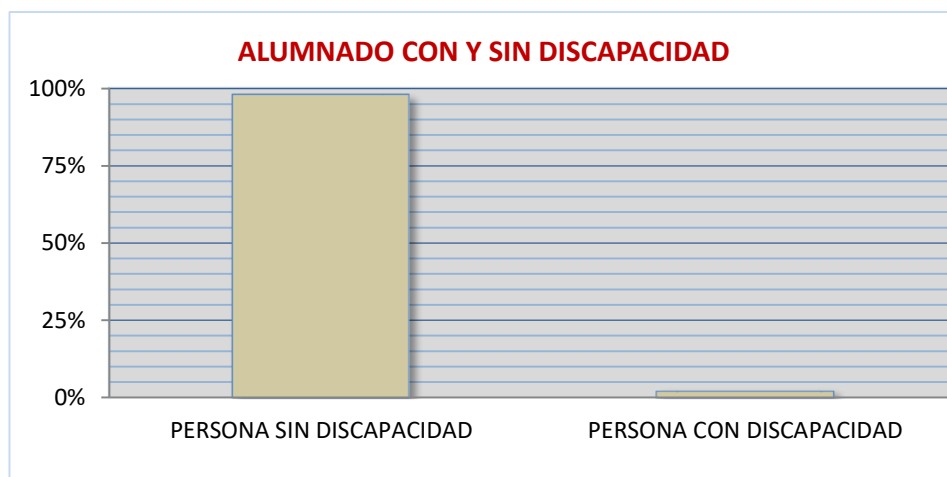 ALUMNADO CON Y SIN DISCAPACIDAD
100%
75%
50%
25%
0%
PERSONA SIN DISCAPACIDAD
PERSONA CON DISCAPACIDAD